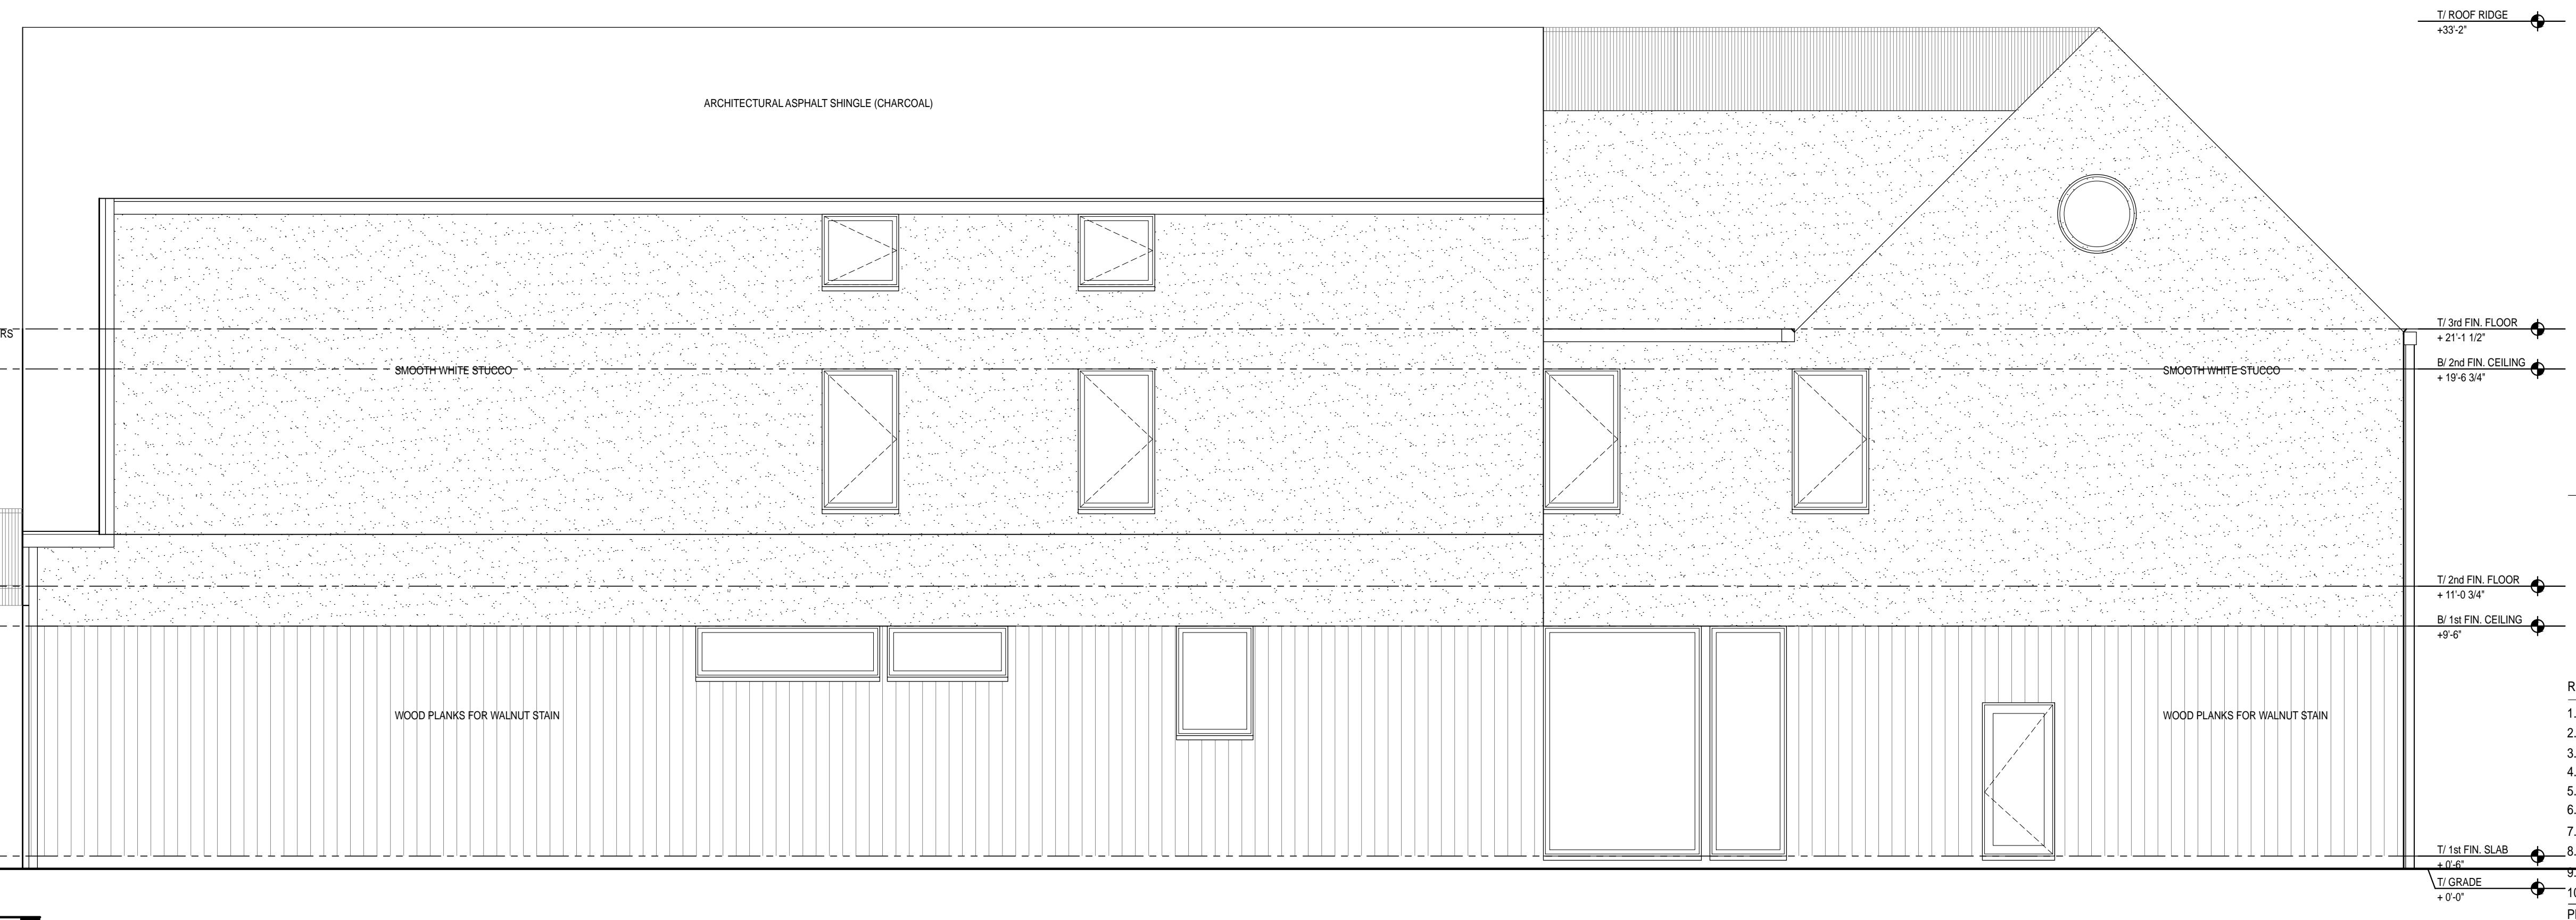 T/ ROOF RIDGE
+33'-2"
ARCHITECTURAL ASPHALT SHINGLE (CHARCOAL)
RS
T/ 3rd FIN. FLOOR
+ 21'-1 1/2"
SMOOTH WHITE STUCCO
SMOOTH WHITE STUCCO
B/ 2nd FIN. CEILING
+ 19'-6 3/4"
T/ 2nd FIN. FLOOR
+ 11'-0 3/4"
B/ 1st FIN. CEILING
+9'-6"
WOOD PLANKS FOR WALNUT STAIN
WOOD PLANKS FOR WALNUT STAIN
R
1.
2.
3.
4.
5.
6.
7.
8.
9.
10
T/ 1st FIN. SLAB
+ 0'-6"
T/ GRADE
+ 0'-0"